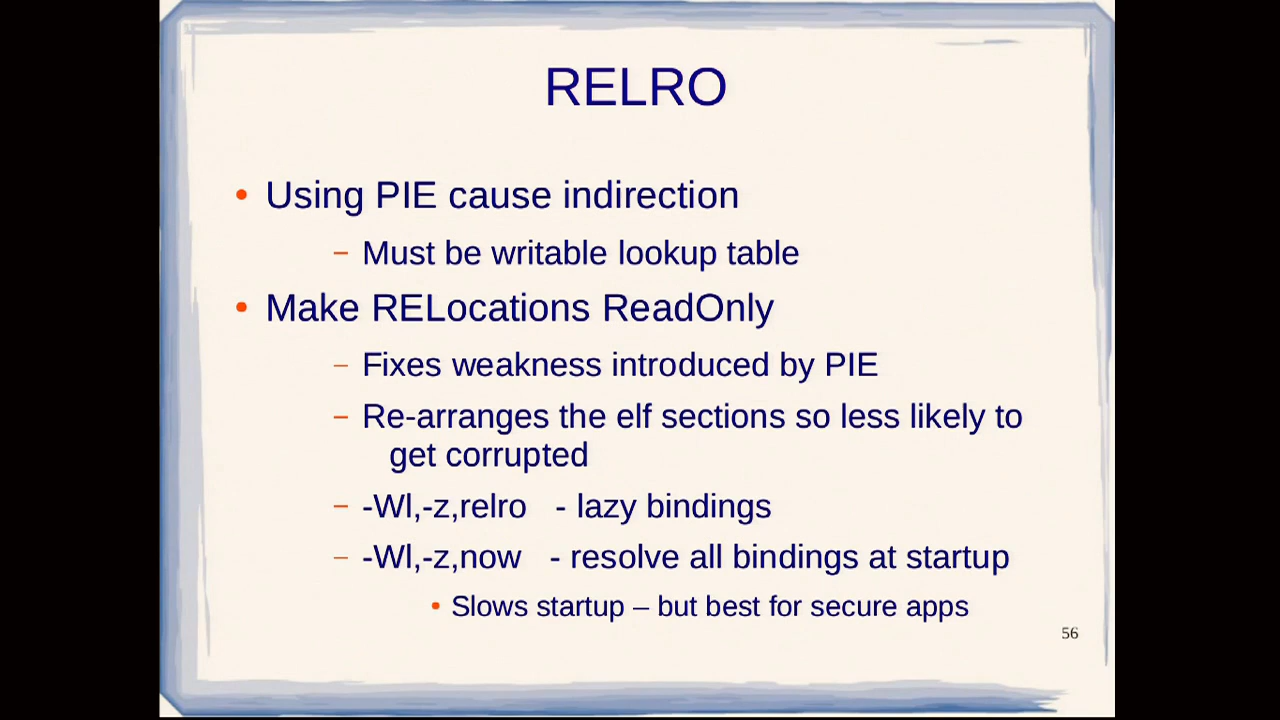 RELRO
• Using PIE cause indirection
– Must be writable lookup table
• Make RELocations ReadOnly
– Fixes weakness introduced by PIE
– Re-arranges the elf sections so less likely to
get corrupted
– -Wl,-z,relro - lazy bindings
– -Wl,-z,now - resolve all bindings at startup
• Slows startup – but best for secure apps
56